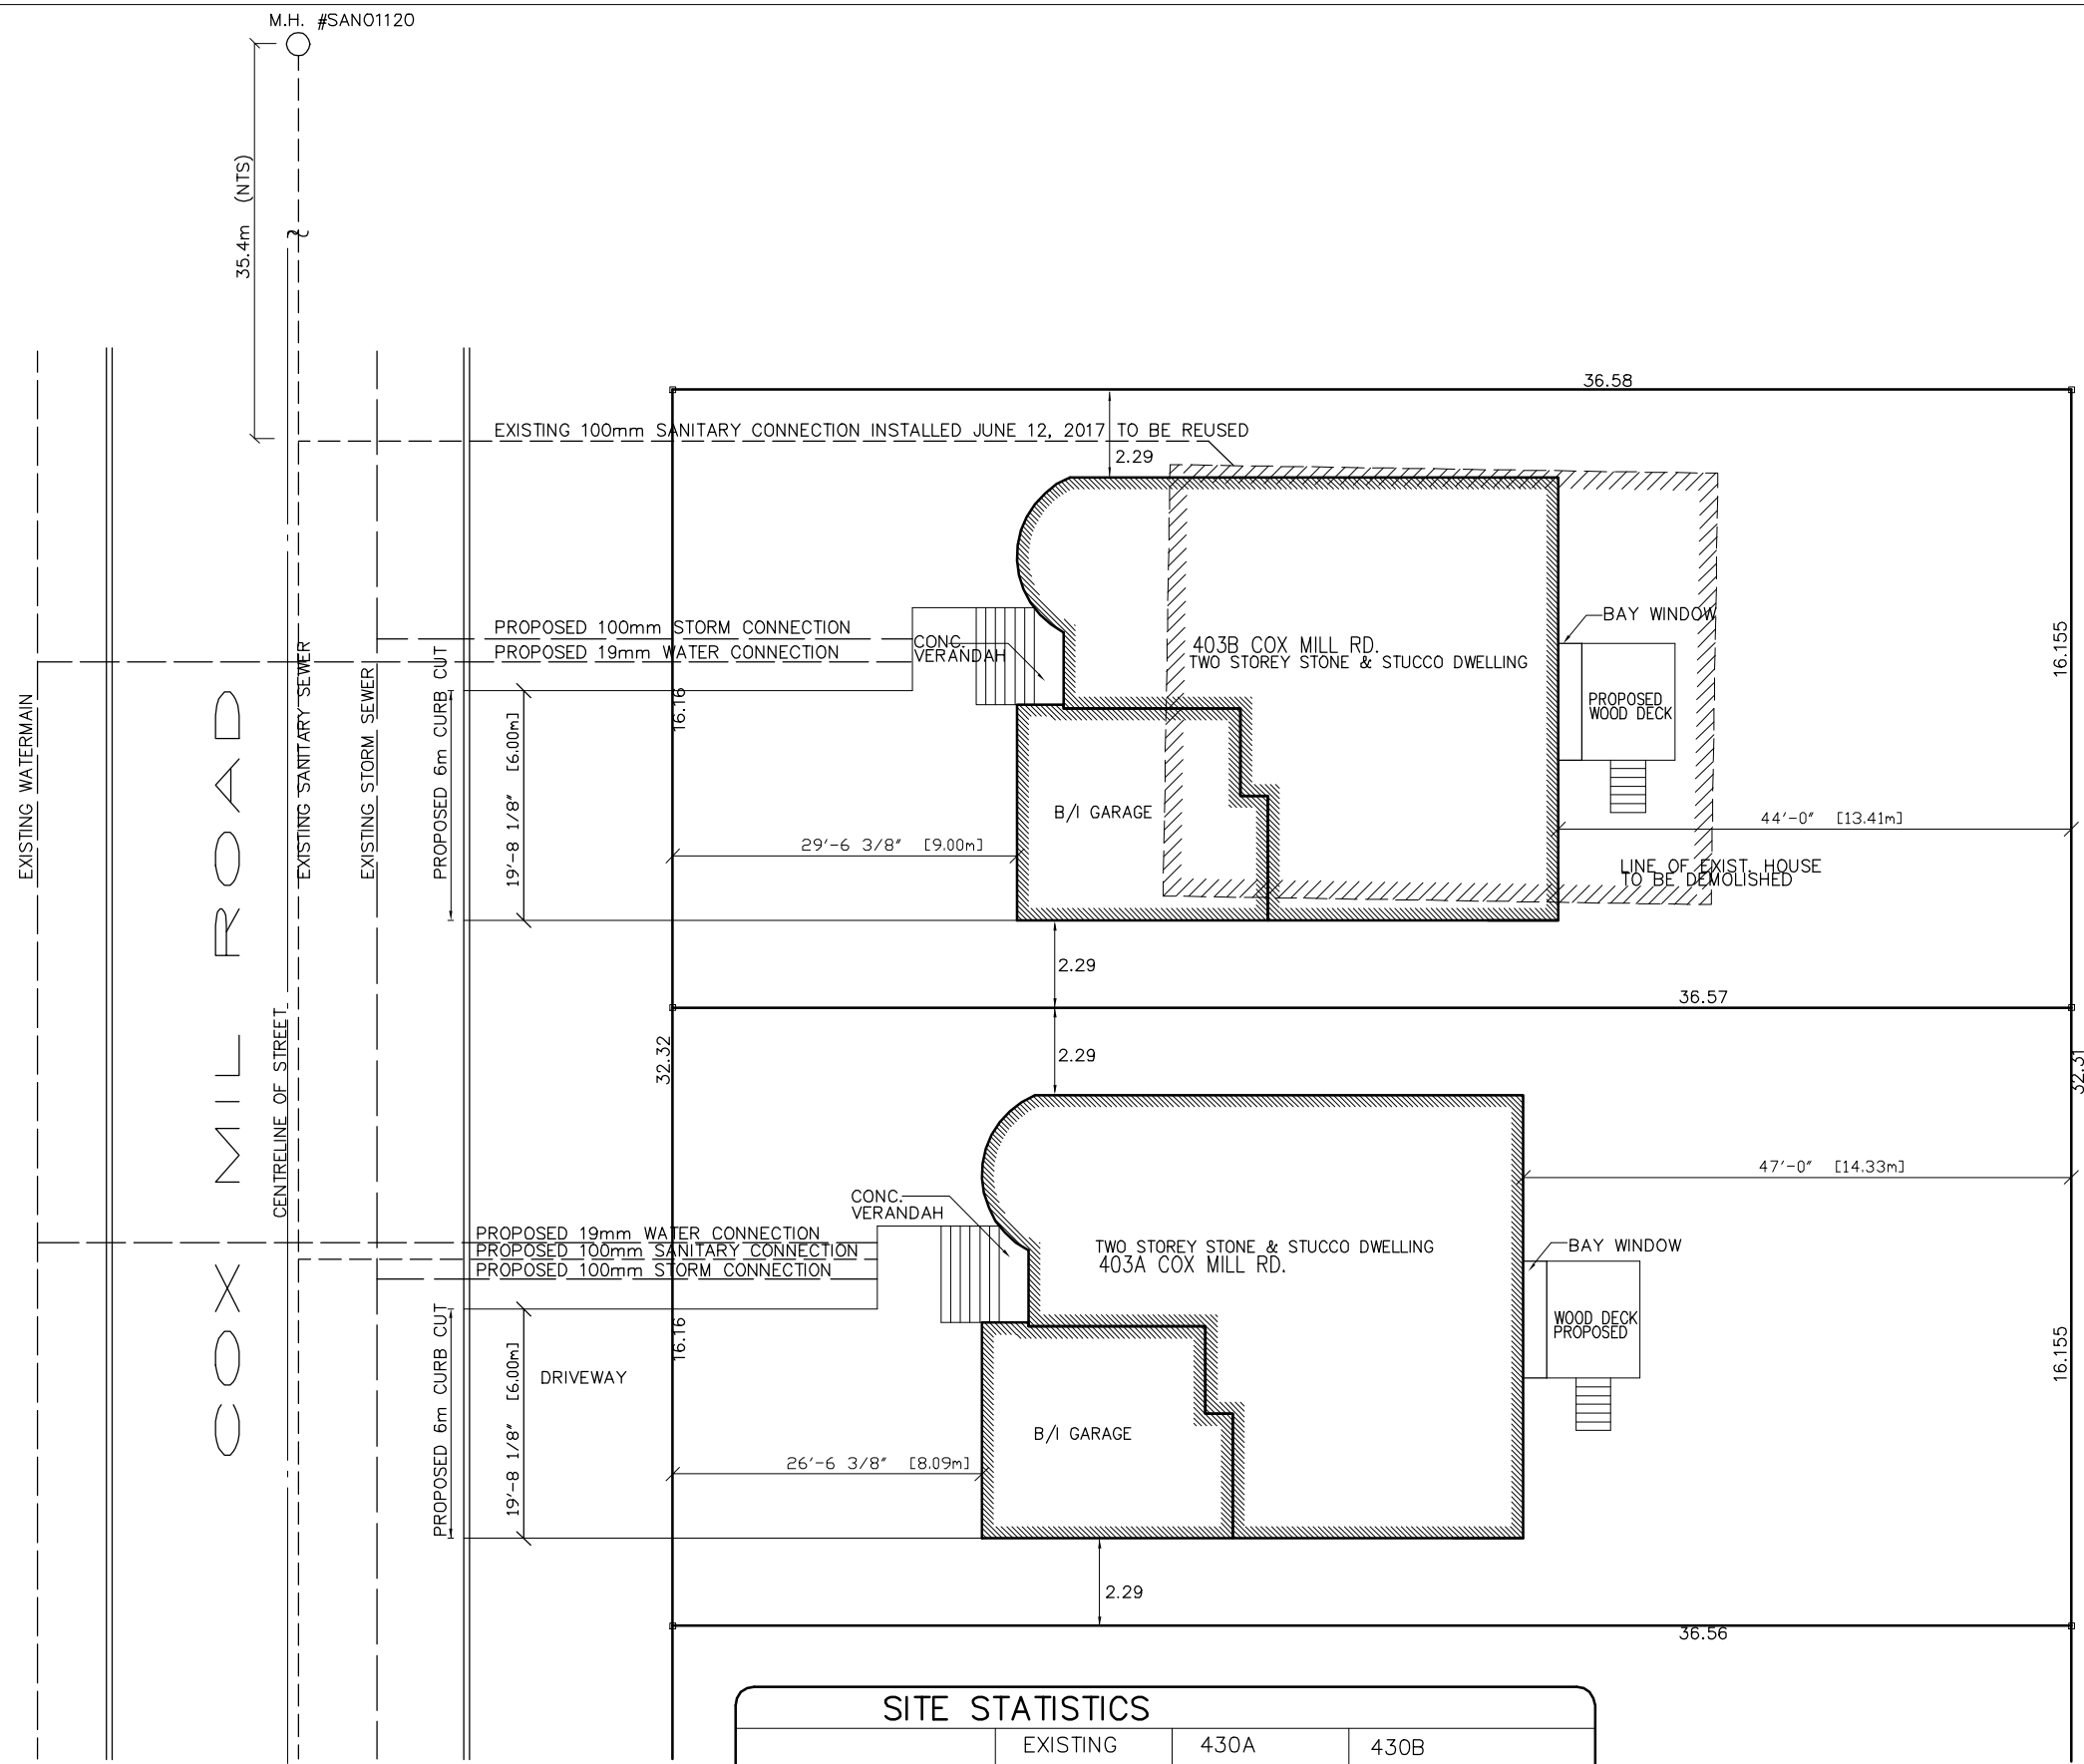 M.H. #SAN01120
35.4m (NTS)
36.58
EXISTING 100mm SANITARY CONNECTION INSTALLED JUNE 12, 2017 TO BE REUSED
2.29
PROPOSED 100mm STORM CONNECTION
PROPOSED 19mm WATER CONNECTION
CONC.
VERANDAH
403B COX MILL RD.
TWO STOREY STONE & STUCCO DWELLING
BAY WINDOW
PROPOSED
WOOD DECK
16.155
16.16
EXISTING WATERMAIN
COX MIL ROAD
EXISTING SANITARY SEWER
EXISTING STORM SEWER
PROPOSED 6m CURB CUT
19'-8 1/8" [6.00m]
B/I GARAGE
29'-6 3/8" [9.00m]
44'-0" [13.41m]
LINE OF EXIST. HOUSE
TO BE DEMOLISHED
2.29
36.57
CENTRELINE OF STREET
32.32
2.29
32.31
47'-0" [14.33m]
CONC.
VERANDAH
PROPOSED 19mm WATER CONNECTION
PROPOSED 100mm SANITARY CONNECTION
PROPOSED 100mm STORM CONNECTION
TWO STOREY STONE & STUCCO DWELLING
403A COX MILL RD.
BAY WINDOW
WOOD DECK
PROPOSED
16.16
16.155
PROPOSED 6m CURB CUT
19'-8 1/8" [6.00m]
DRIVEWAY
B/I GARAGE
26'-6 3/8" [8.09m]
2.29
36.56
SITE STATISTICS
EXISTING 430A 430B